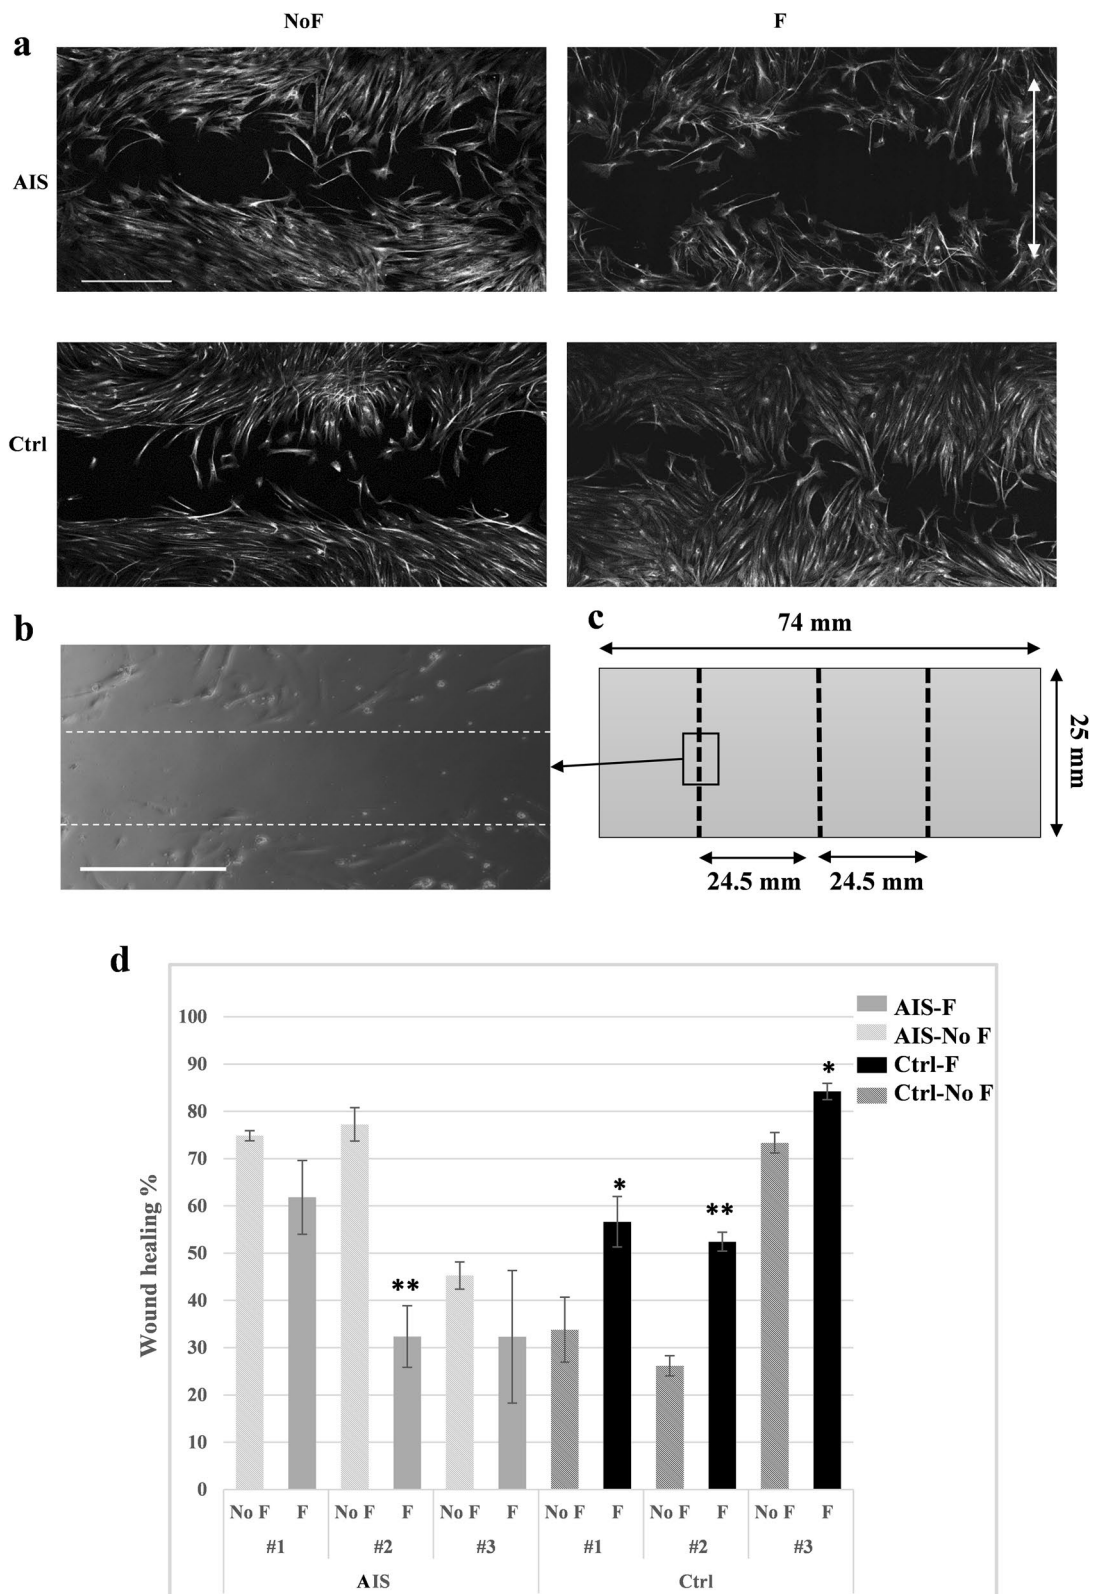 NoF F
a
AIS
Ctrl
b
c
74 mm
25 mm
24.5 mm 24.5 mm
d
AIS-F
AIS-No F
Ctrl-F
Ctrl-No F
Wound healing %
100
90
80
70
60
50
40
30
20
10
0
**
*
**
*
No F F No F F No F F No F F No F F No F F
#1 #2 #3 #1 #2 #3
AIS Ctrl